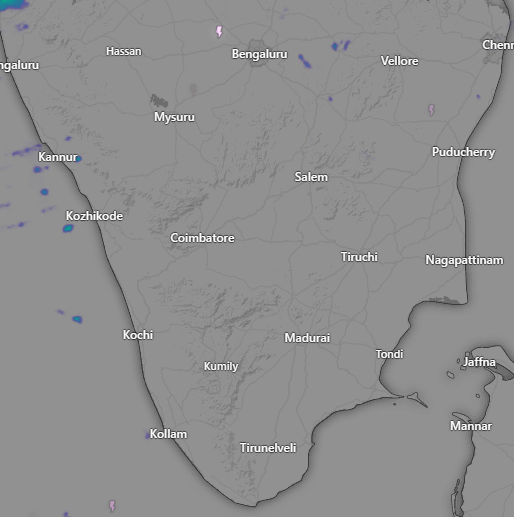 Hassan
Bengaluru
Chenn
ngaluru
Vellore
Mysuru
Kannur
Puducherry
Salem
Kozhikode
Coimbatore
Tiruchi
Nagapattinam
Kochi
Madurai
Tondi
Kumily
Jaffna
Mannar
Kollam
Tirunelveli